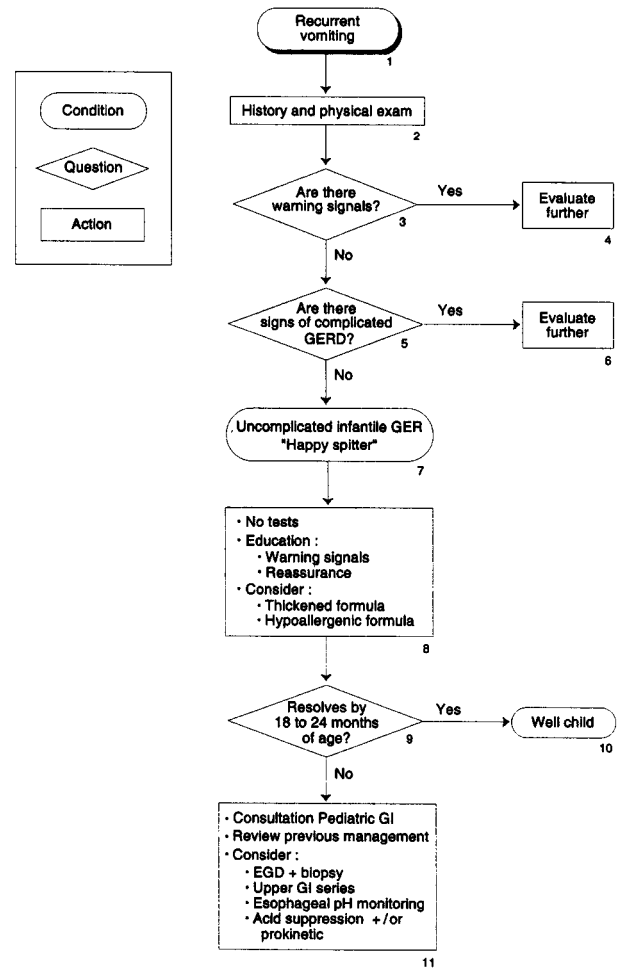 Recurrent
vomiting
1
Condition
Question
Action
History and physical exam
2
Are there
warning signals?
3
Yes
Evaluate
further
4
No
Are there
signs of complicated
GERD?
5
Yes
Evaluate
further
6
No
Uncomplicated infantile GER
"Happy spitter"
7
· No tests
· Education :
· Warning signals
· Reassurance
· Consider :
· Thickened formula
· Hypoallergenic formula
8
Resolves by
18 to 24 months
of age?
9
Yes
Well child
10
No
· Consultation Pediatric GI
· Review previous management
· Consider :
· EGD + biopsy
· Upper GI series
· Esophageal pH monitoring
· Acid suppression +/or
prokinetic
11